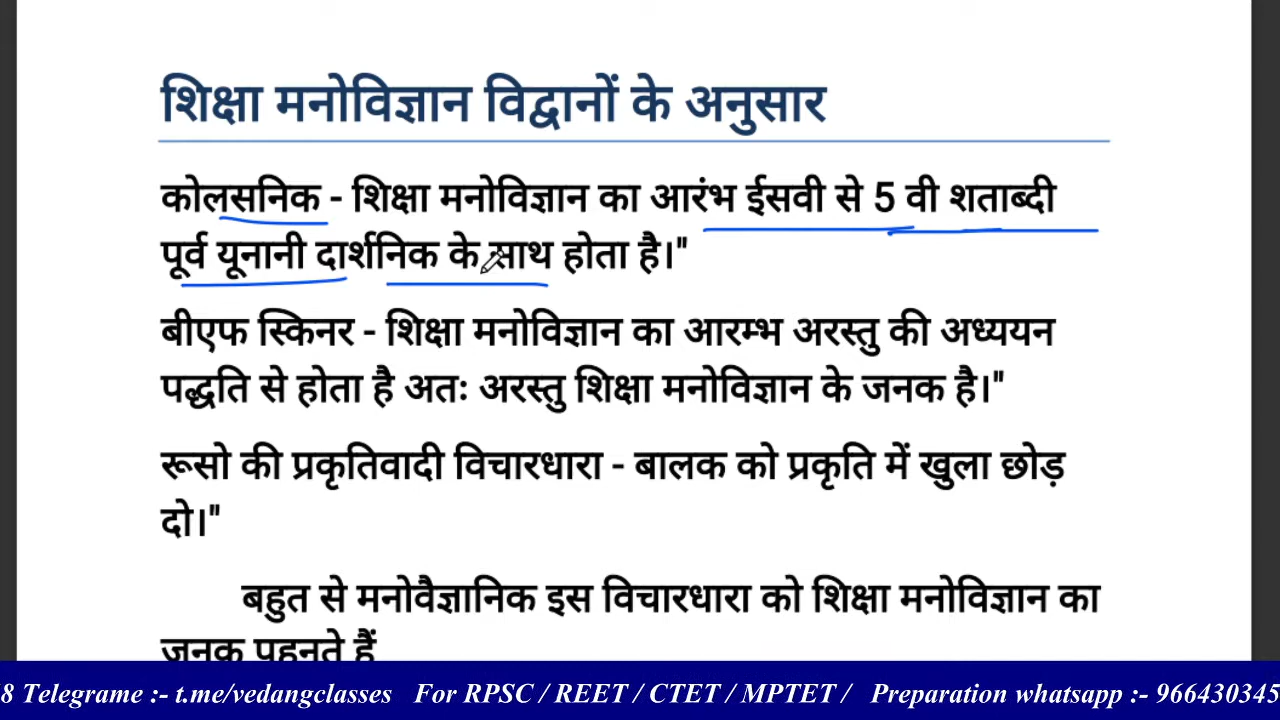 शिक्षा मनोविज्ञान विद्वानों के अनुसार
कोलसनिक - शिक्षा मनोविज्ञान का आरंभ ईसवी से 5 वी शताब्दी
पूर्व यूनानी दार्शनिक के साथ होता है।"
बीएफ स्किनर - शिक्षा मनोविज्ञान का आरम्भ अरस्तु की अध्ययन
पद्धति से होता है अतः अरस्तु शिक्षा मनोविज्ञान के जनक है।"
रूसो की प्रकृतिवादी विचारधारा - बालक को प्रकृति में खुला छोड़
दो।"
बहुत से मनोवैज्ञानिक इस विचारधारा को शिक्षा मनोविज्ञान का
जनक पहनते हैं
8 Telegrame :- t.me/vedangclasses For RPSC / REET / CTET / MPTET / Preparation whatsapp :- 966430345